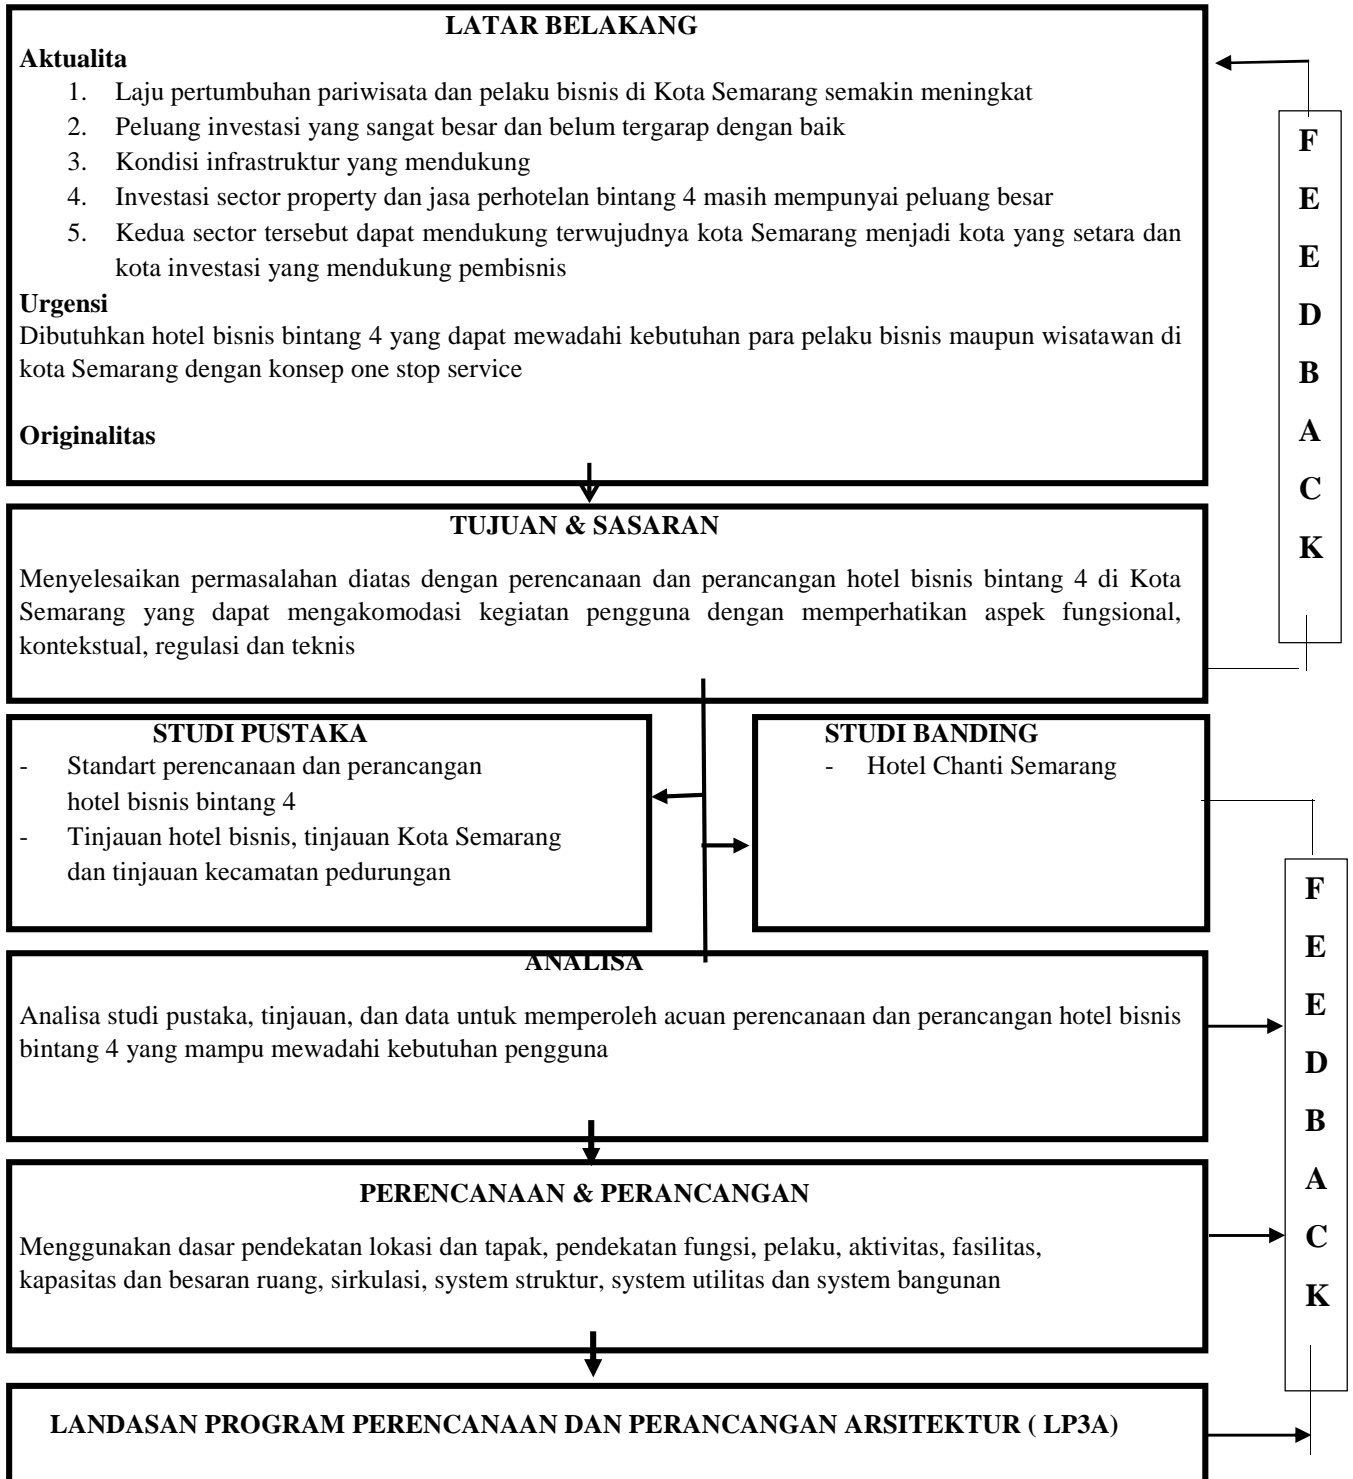 LATAR BELAKANG
Aktualita
1. Laju pertumbuhan pariwisata dan pelaku bisnis di Kota Semarang semakin meningkat
2. Peluang investasi yang sangat besar dan belum tergarap dengan baik
3. Kondisi infrastruktur yang mendukung
4. Investasi sector property dan jasa perhotelan bintang 4 masih mempunyai peluang besar
5. Kedua sector tersebut dapat mendukung terwujudnya kota Semarang menjadi kota yang setara dan
kota investasi yang mendukung pembisnis
Urgensi
Dibutuhkan hotel bisnis bintang 4 yang dapat mewadahi kebutuhan para pelaku bisnis maupun wisatawan di
kota Semarang dengan konsep one stop service
Originalitas
F
E
E
D
B
A
C
K
TUJUAN & SASARAN
Menyelesaikan permasalahan diatas dengan perencanaan dan perancangan hotel bisnis bintang 4 di Kota
Semarang yang dapat mengakomodasi kegiatan pengguna dengan memperhatikan aspek fungsional,
kontekstual, regulasi dan teknis
STUDI PUSTAKA
- Standart perencanaan dan perancangan
hotel bisnis bintang 4
- Tinjauan hotel bisnis, tinjauan Kota Semarang
dan tinjauan kecamatan pedurungan
STUDI BANDING
- Hotel Chanti Semarang
ANALISA
Analisa studi pustaka, tinjauan, dan data untuk memperoleh acuan perencanaan dan perancangan hotel bisnis
bintang 4 yang mampu mewadahi kebutuhan pengguna
PERENCANAAN & PERANCANGAN
Menggunakan dasar pendekatan lokasi dan tapak, pendekatan fungsi, pelaku, aktivitas, fasilitas,
kapasitas dan besaran ruang, sirkulasi, system struktur, system utilitas dan system bangunan
F
E
E
D
B
A
C
K
LANDASAN PROGRAM PERENCANAAN DAN PERANCANGAN ARSITEKTUR ( LP3A)